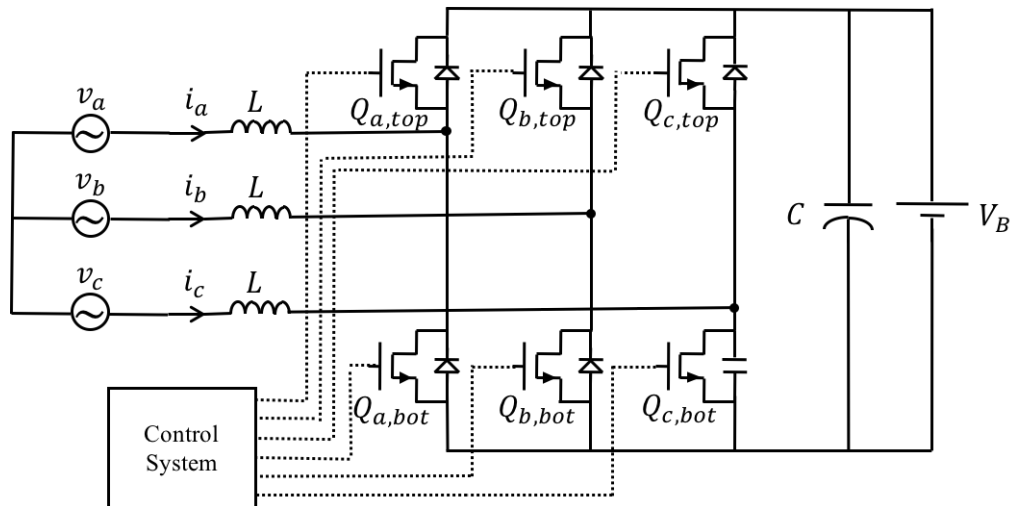 Q_{a,top}
Q_{b,top}
Q_{c,top}
v_a
i_a
L
v_b
i_b
L
C
V_B
v_c
i_c
L
Q_{a,bot}
Q_{b,bot}
Q_{c,bot}
Control
System